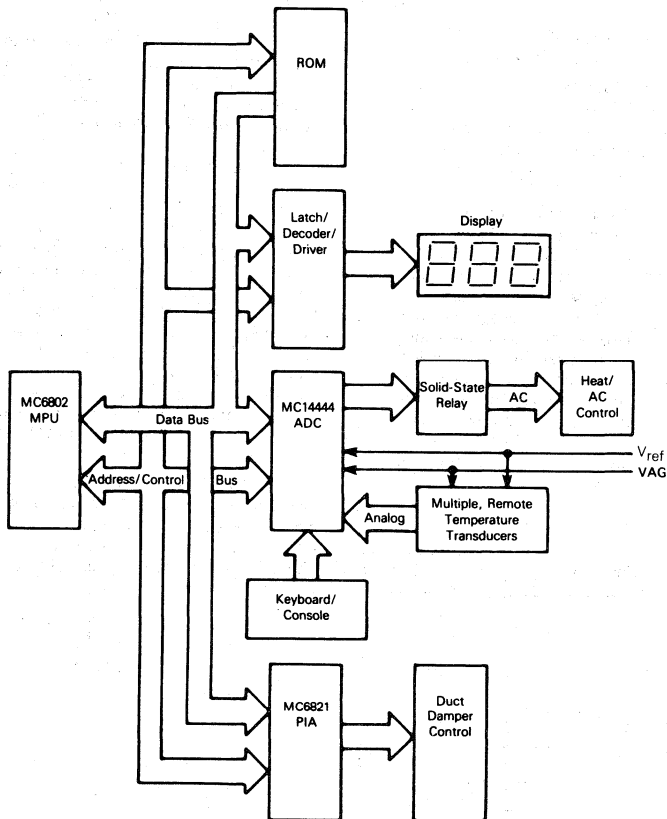 ROM
Latch/
Decoder/
Driver
Display
MC6802
MPU
Data Bus
Address/Control Bus
MC14444
ADC
Solid-State
Relay
AC
Heat/
AC
Control
Vref
VAG
Analog
Multiple, Remote
Temperature
Transducers
Keyboard/
Console
MC6821
PIA
Duct
Damper
Control